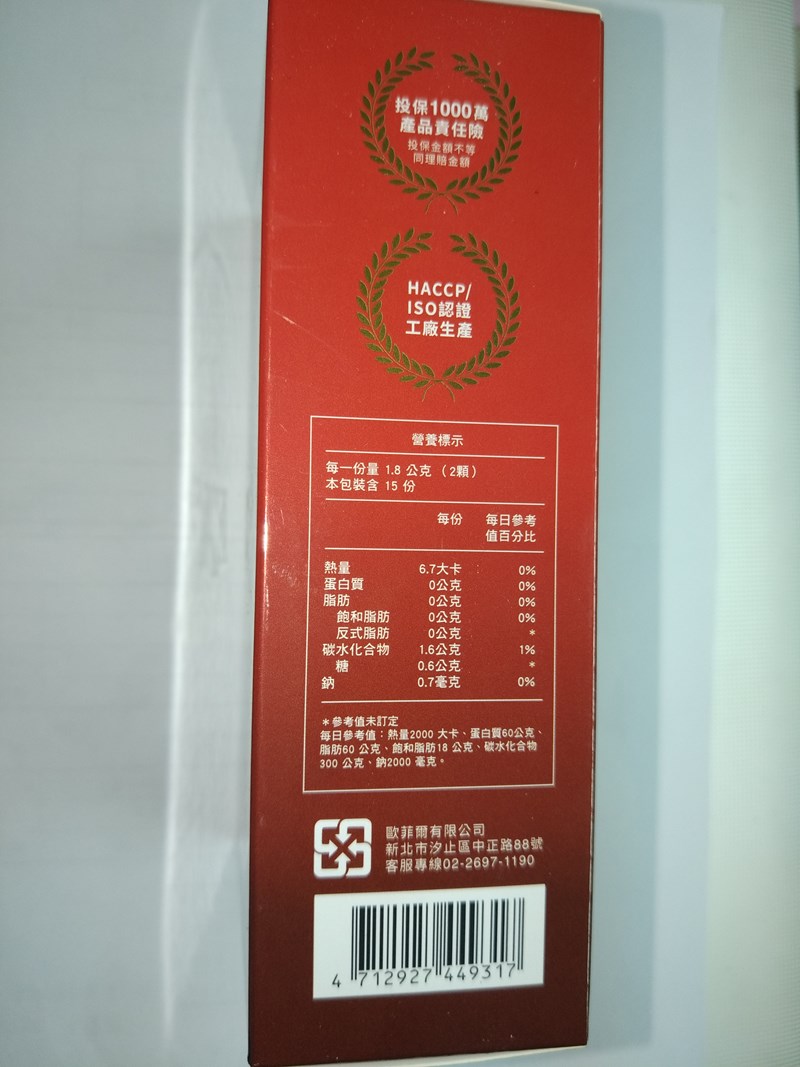 投保1000萬
產品責任險
投保金額不等
同理賠金額
HACCP/
ISO認證
工廠生產
營養標示
每一份量 1.8 公克 （2顆）
本包裝含 15 份
每份 每日參考
值百分比
熱量 6.7大卡 0%
蛋白質 0公克 0%
脂肪 0公克 0%
飽和脂肪 0公克 0%
反式脂肪 0公克 *
碳水化合物 1.6公克 1%
糖 0.6公克 *
鈉 0.7毫克 0%
*參考值未訂定
每日參考值：熱量2000 大卡、蛋白質60公克、
脂肪60 公克、飽和脂肪18 公克、碳水化合物
300 公克、鈉2000 毫克。
歐菲爾有限公司
新北市汐止區中正路88號
客服專線02-2697-1190
4 712927 449317